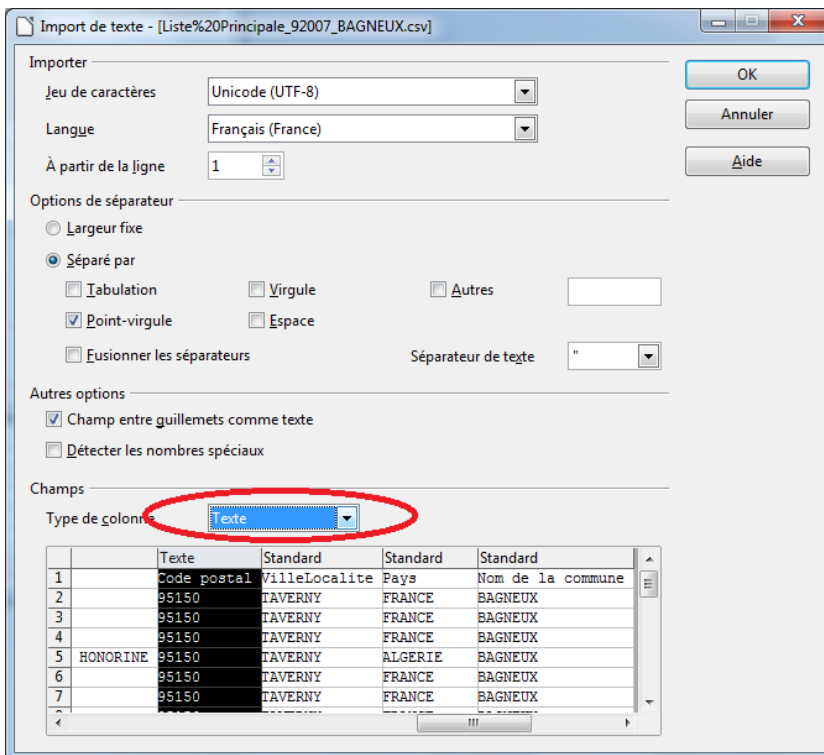 Import de texte - [Liste%20Principale_92007_BAGNEUX.csv]
Importer
OK
Jeu de caractères Unicode (UTF-8)
Annuler
Langue Français (France)
À partir de la ligne 1
Aide
Options de séparateur
Largeur fixe
Séparé par
Tabulation Virgule Autres
Point-virgule Espace
Fusionner les séparateurs Séparateur de texte "
Autres options
Champ entre guillemets comme texte
Détecter les nombres spéciaux
Champs
Type de colonne Texte
Texte Standard Standard Standard
1 Code postal VilleLocalite Pays Nom de la commune
2 95150 TAVERNY FRANCE BAGNEUX
3 95150 TAVERNY FRANCE BAGNEUX
4 95150 TAVERNY FRANCE BAGNEUX
5 HONORINE 95150 TAVERNY ALGERIE BAGNEUX
6 95150 TAVERNY FRANCE BAGNEUX
7 95150 TAVERNY FRANCE BAGNEUX